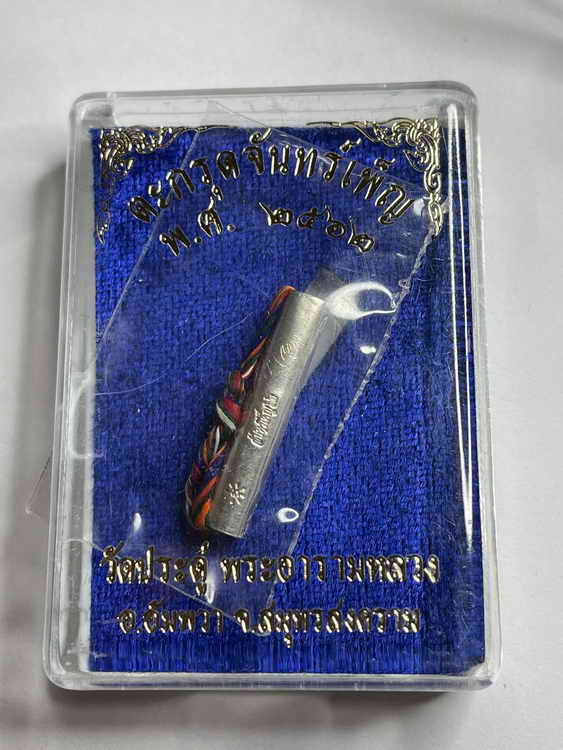 ตะกรุดจันทร์เพ็ญ
พ.ศ. ๒๕๑๒
วัดประดู่ พระอารามหลวง
อ.อัมพวา จ.สมุทรสงคราม